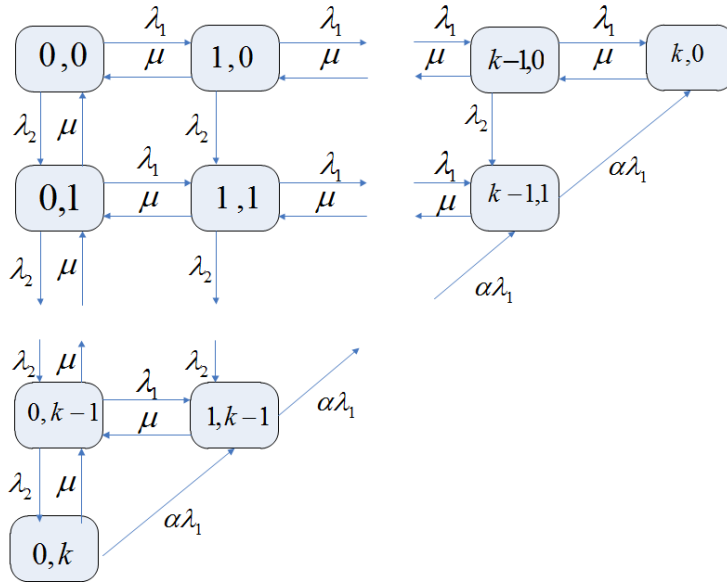 λ₁ λ₁ λ₁ λ₁
0,0 μ 1,0 μ μ k−1,0 μ k,0
λ₂ μ λ₂ λ₂
λ₁ λ₁ λ₁ αλ₁
0,1 μ 1,1 μ μ k−1,1
λ₂ μ λ₂ αλ₁
λ₂ μ λ₂
λ₁ αλ₁
0,k−1 μ 1,k−1
λ₂ μ αλ₁
0,k